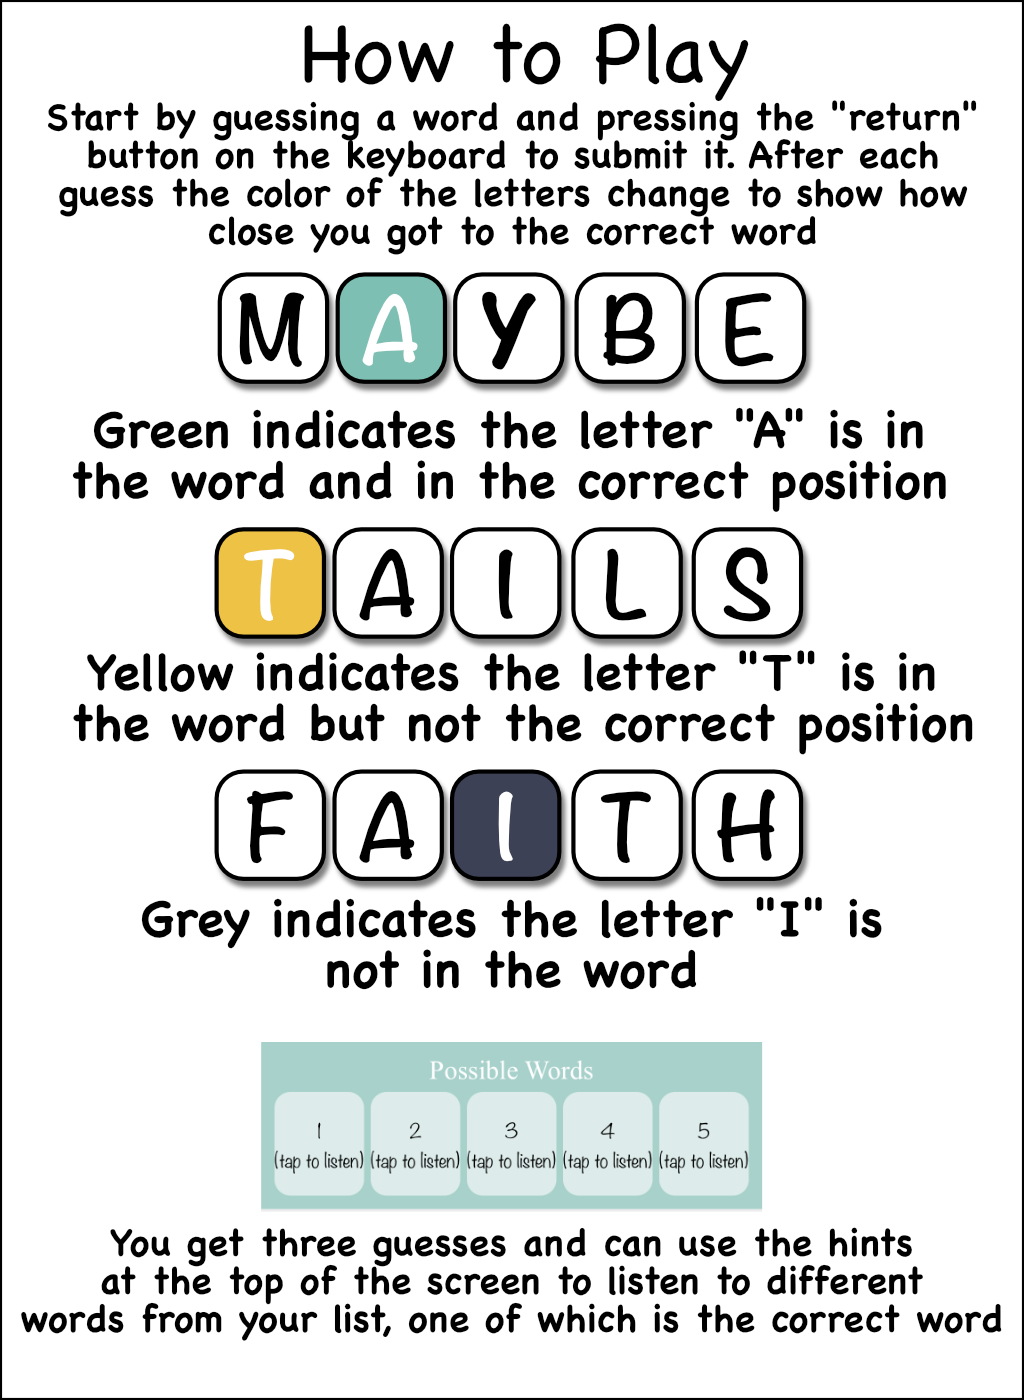 How to Play
Start by guessing a word and pressing the "return"
button on the keyboard to submit it. After each
guess the color of the letters change to show how
close you got to the correct word
M A Y B E
Green indicates the letter "A" is in
the word and in the correct position
T A I L S
Yellow indicates the letter "T" is in
the word but not the correct position
F A I T H
Grey indicates the letter "I" is
not in the word
Possible Words
1 2 3 4 5
(tap to listen) (tap to listen) (tap to listen) (tap to listen) (tap to listen)
You get three guesses and can use the hints
at the top of the screen to listen to different
words from your list, one of which is the correct word